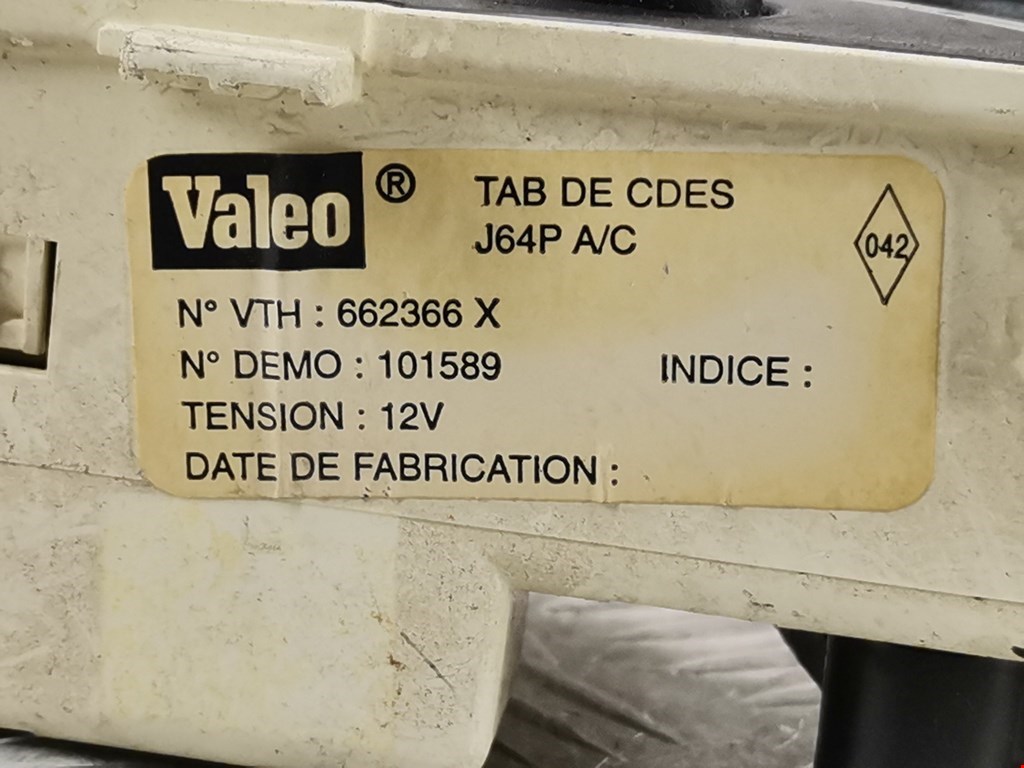 Valeo ® TAB DE CDES
J64P A/C
042
N° VTH : 662366 X
N° DEMO : 101589 INDICE :
TENSION : 12V
DATE DE FABRICATION :